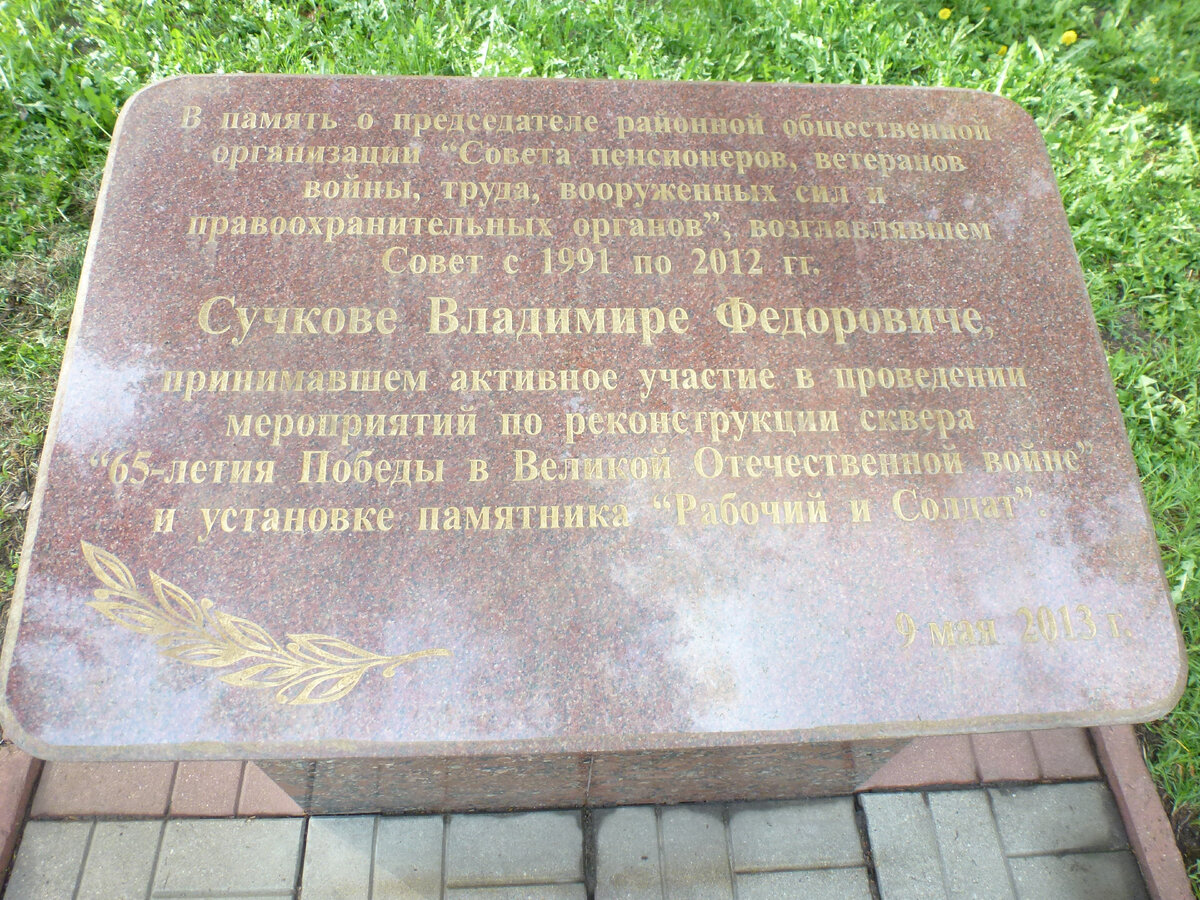 В память о председателе районной общественной
организации “Совета пенсионеров, ветеранов
войны, труда, вооруженных сил и
правоохранительных органов”, возглавлявшем
Совет с 1991 по 2012 гг.
Сучкове Владимире Федоровиче,
принимавшем активное участие в проведении
мероприятий по реконструкции сквера
“65-летия Победы в Великой Отечественной войне”
и установке памятника “Рабочий и Солдат”.
9 мая 2013 г.